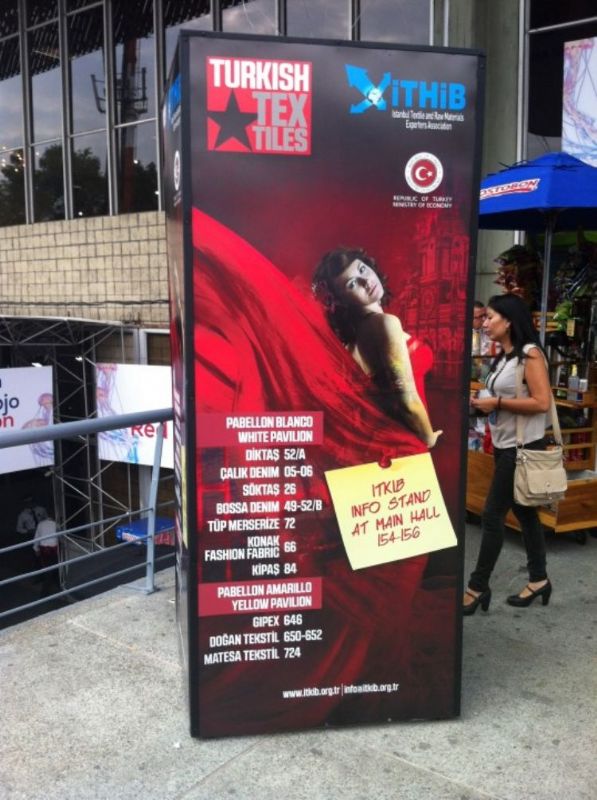 TURKISH
TEX
TILES
iTHiB
Istanbul Textile and Raw Materials
Exporters Association
REPUBLIC OF TURKEY
MINISTRY OF ECONOMY
PABELLON BLANCO
WHITE PAVILION
DİKTAŞ 52/A
ÇALIK DENIM 05-06
SÖKTAŞ 26
BOSSA DENIM 49-52/B
TÜP MERSERIZE 72
KONAK
FASHION FABRIC 66
KİPAŞ 84
PABELLON AMARILLO
YELLOW PAVILION
GIPEX 646
DOĞAN TEKSTİL 650-652
MATESA TEKSTİL 724
ITKIB
INFO STAND
AT MAIN HALL
154-156
www.itkib.org.tr | info@itkib.org.tr
POSTOBON
ojo
Red